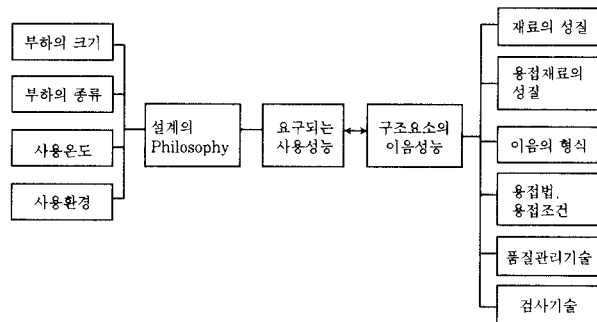 부하의 크기
부하의 종류
사용온도
사용환경
설계의
Philosophy
요구되는
사용성능
구조요소의
이음성능
재료의 성질
용접재료의
성질
이음의 형식
용접법,
용접조건
품질관리기술
검사기술